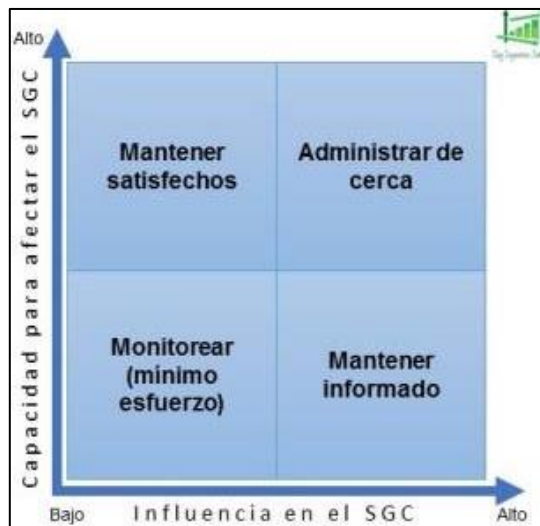 Alto
Capacidad para afectar el SGC
Mantener
satisfechos
Administrar de
cerca
Monitorear
(minimo
esfuerzo)
Mantener
informado
Bajo
Influencia en el SGC
Alto